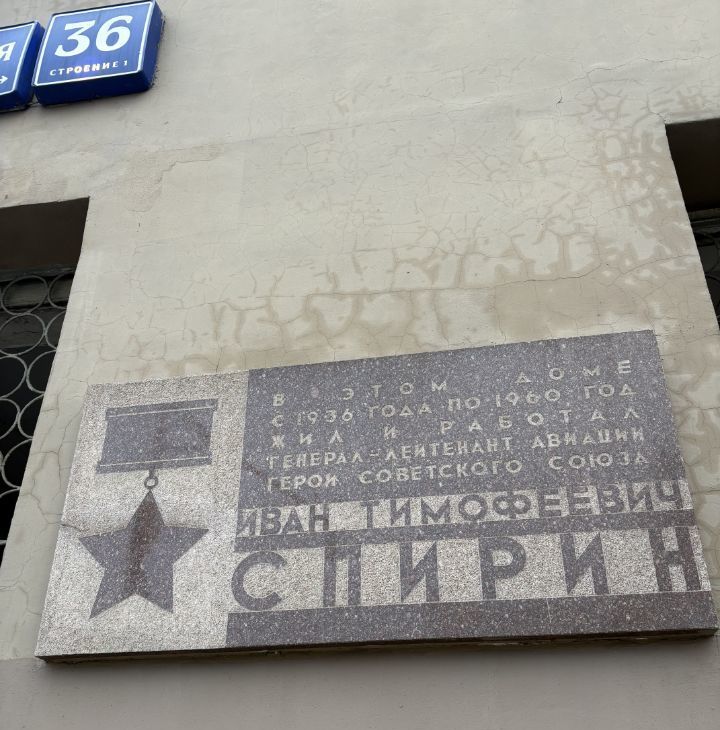 Я
36
СТРОЕНИЕ 1
В ЭТОМ ДОМЕ
С 1936 ГОДА ПО 1960 ГОД
ЖИЛ И РАБОТАЛ
ГЕНЕРАЛ-ЛЕЙТЕНАНТ АВИАЦИИ
ГЕРОЙ СОВЕТСКОГО СОЮЗА
ИВАН ТИМОФЕЕВИЧ
СПИРИН